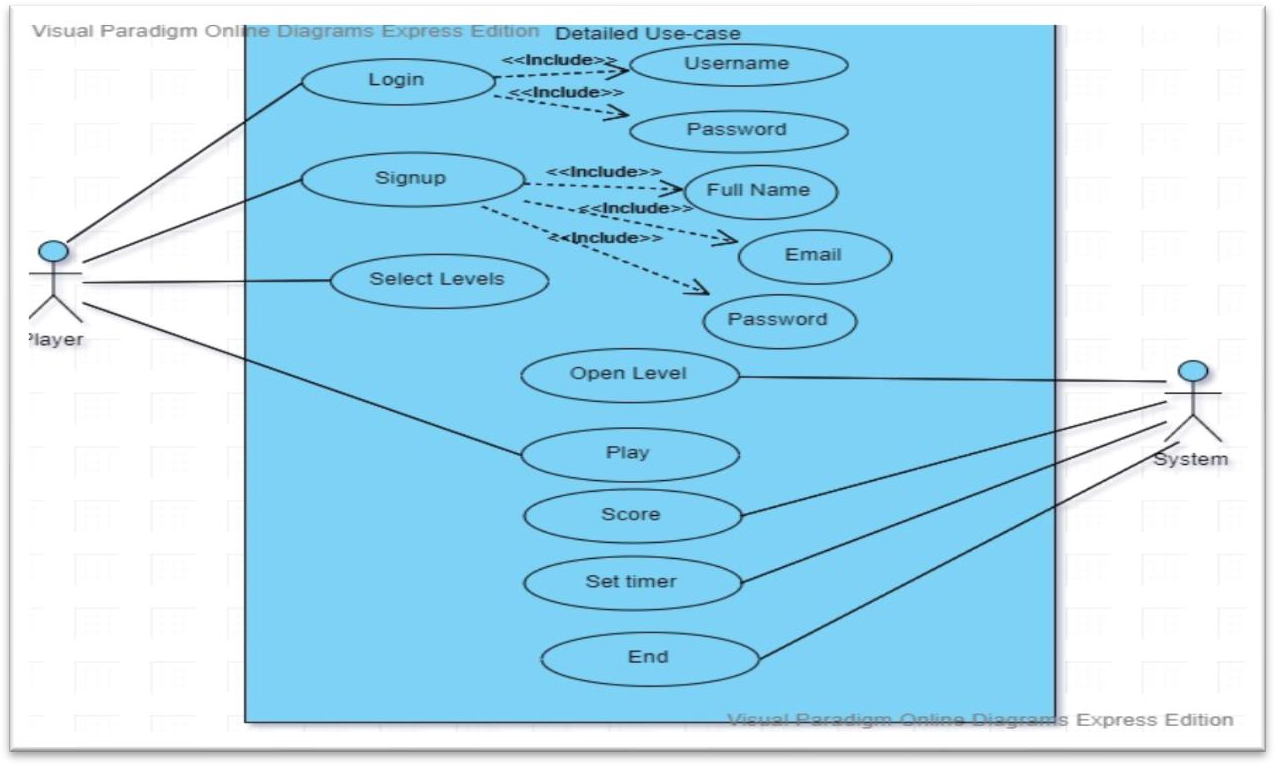 Visual Paradigm Online Diagrams Express Edition
Detailed Use-case
Login
<<Include>>
Username
<<Include>>
Password
Signup
<<Include>>
Full Name
<<Include>>
Email
<<Include>>
Password
Select Levels
Player
Open Level
Play
System
Score
Set timer
End
Visual Paradigm Online Diagrams Express Edition